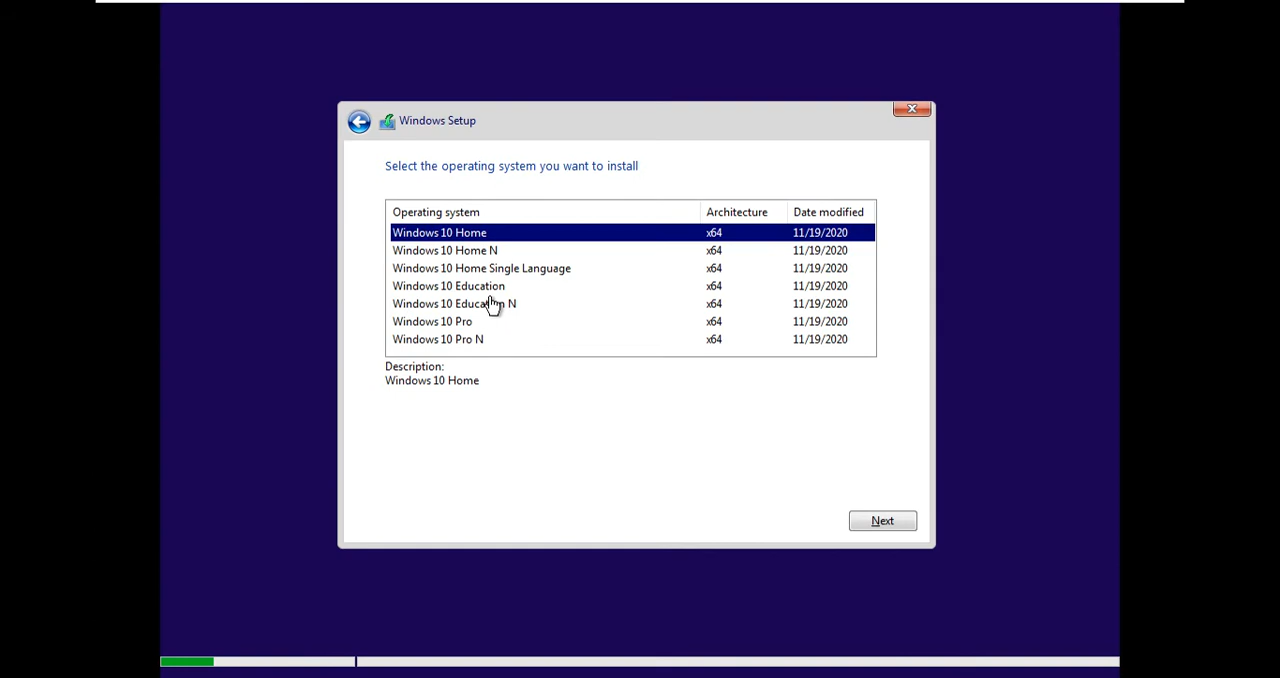 Windows Setup
Select the operating system you want to install
Operating system Architecture Date modified
Windows 10 Home x64 11/19/2020
Windows 10 Home N x64 11/19/2020
Windows 10 Home Single Language x64 11/19/2020
Windows 10 Education x64 11/19/2020
Windows 10 Education N x64 11/19/2020
Windows 10 Pro x64 11/19/2020
Windows 10 Pro N x64 11/19/2020
Description:
Windows 10 Home
Next